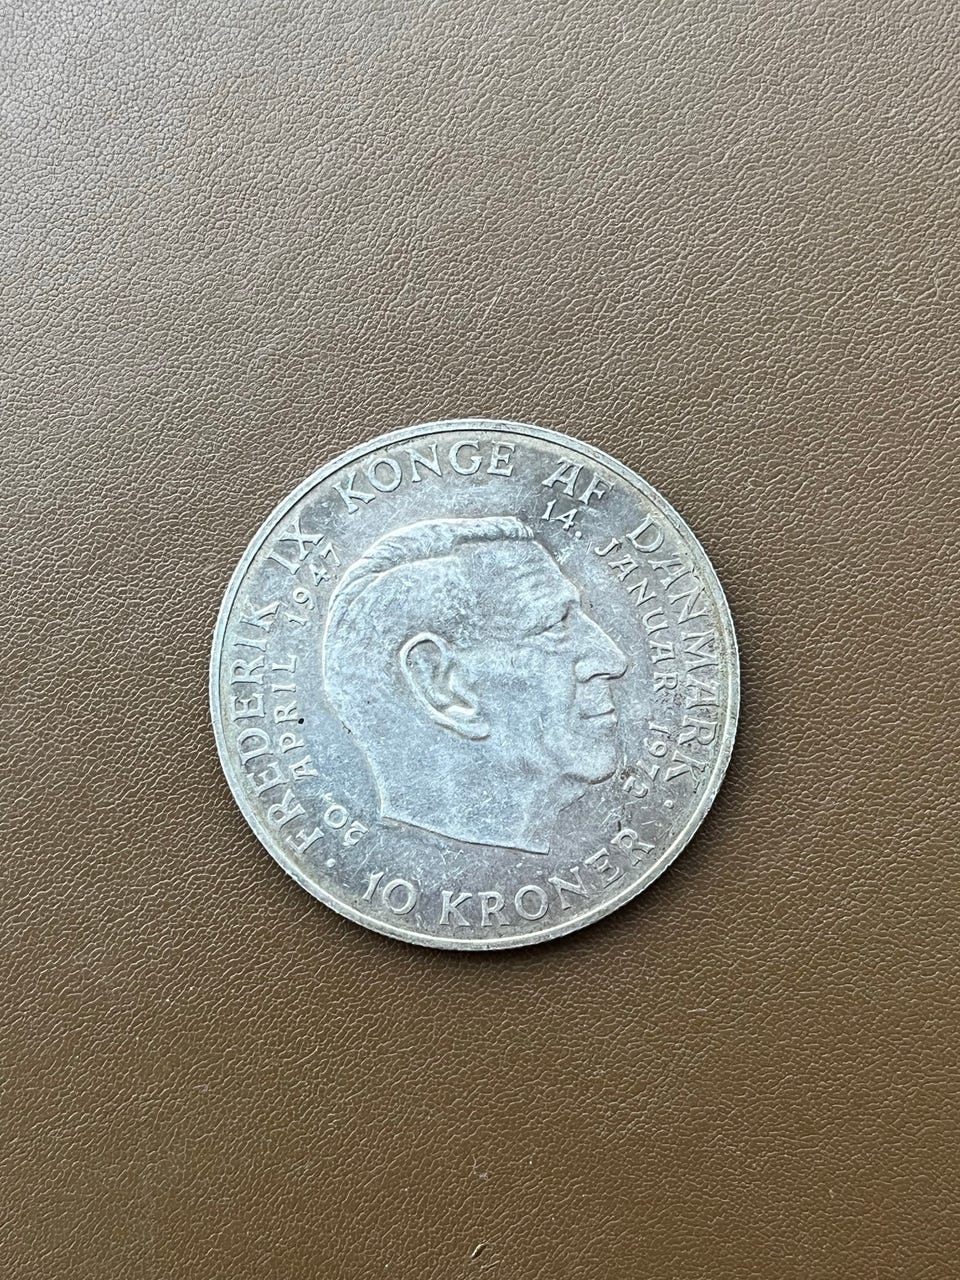 · FREDERIK IX KONGE AF DANMARK ·
20. APRIL 1947
14. JANUAR 1972
10 KRONER